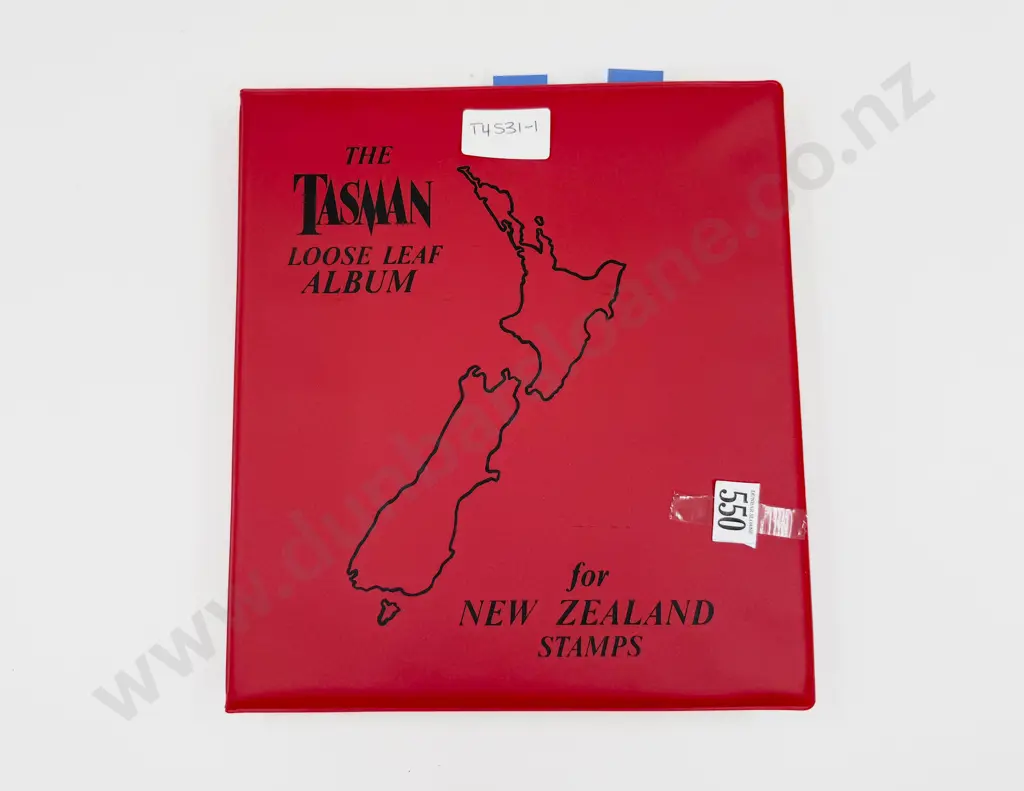 T4531-1
THE
TASMAN
LOOSE LEAF
ALBUM
550
for
NEW ZEALAND
STAMPS
www.dunbarsloane.co.nz